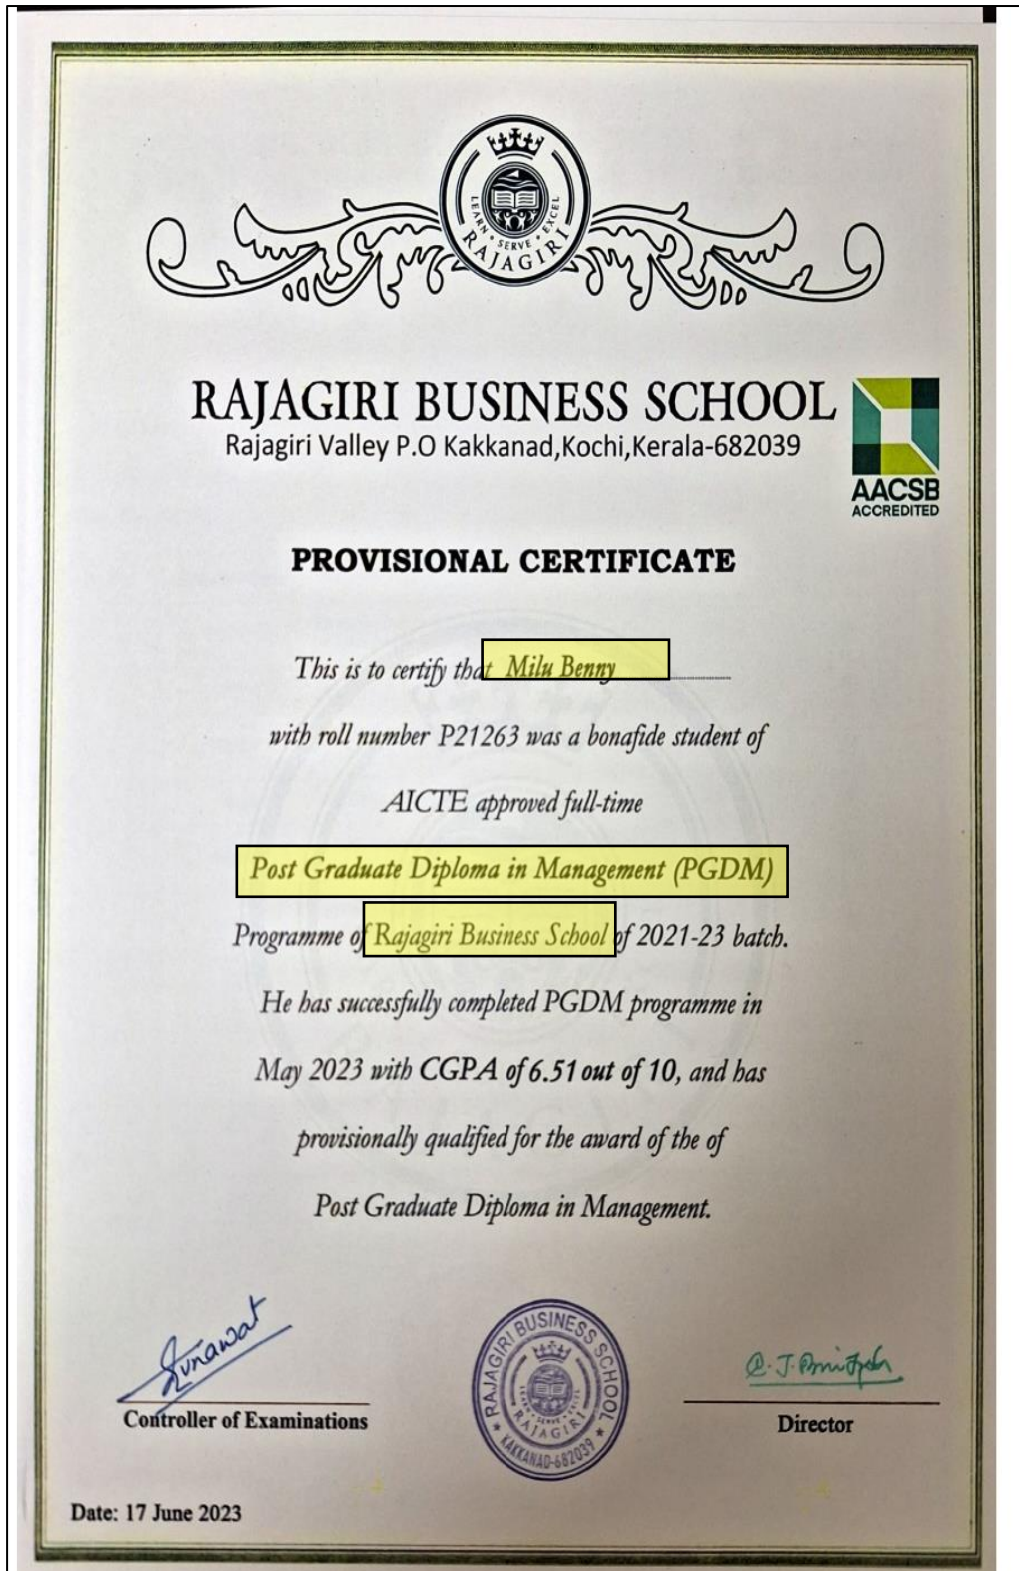 LEARN • SERVE • EXCEL
RAJAGIRI
RAJAGIRI BUSINESS SCHOOL
Rajagiri Valley P.O Kakkanad,Kochi,Kerala-682039
AACSB
ACCREDITED
PROVISIONAL CERTIFICATE
This is to certify that Milu Benny
with roll number P21263 was a bonafide student of
AICTE approved full-time
Post Graduate Diploma in Management (PGDM)
Programme of Rajagiri Business School of 2021-23 batch.
He has successfully completed PGDM programme in
May 2023 with CGPA of 6.51 out of 10, and has
provisionally qualified for the award of the of
Post Graduate Diploma in Management.
Controller of Examinations
RAJAGIRI BUSINESS SCHOOL
LEARN • SERVE • EXCEL
RAJAGIRI
KAKKANAD-682039
Director
Date: 17 June 2023